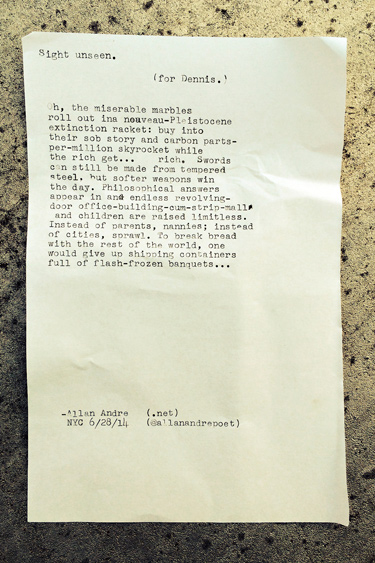 Sight unseen.
(for Dennis.)
Oh, the miserable marbles
roll out ina nouveau-Pleistocene
extinction racket: buy into
their sob story and carbon parts-
per-million skyrocket while
the rich get... rich. Swords
can still be made from tempered
steel, but softer weapons win
the day. Philosophical answers
appear in and endless revolving-
door office-building-cum-strip-malls
and children are raised limitless.
Instead of parents, nannies; instead
of cities, sprawl. To break bread
with the rest of the world, one
would give up shipping containers
full of flash-frozen banquets...
-Allan Andre (.net)
NYC 6/28/14 (@allanandrepoet)